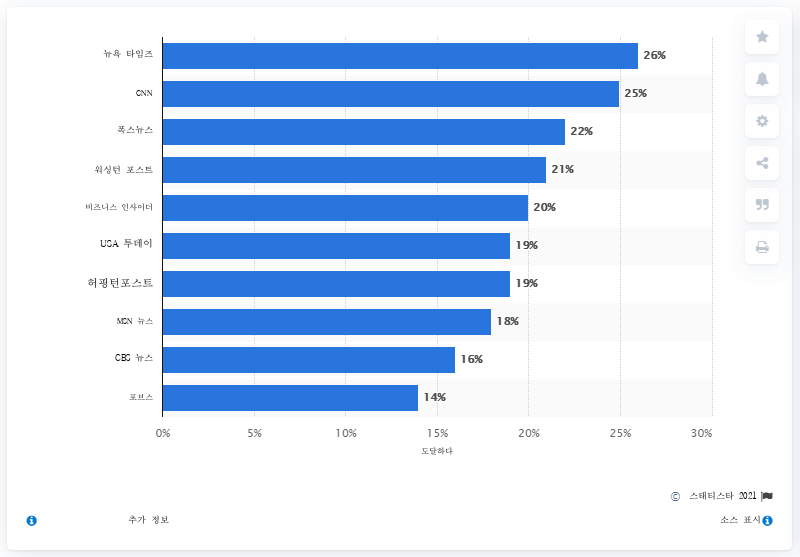 뉴욕 타임즈 26%
CNN 25%
폭스뉴스 22%
워싱턴 포스트 21%
비즈니스 인사이더 20%
USA 투데이 19%
허핑턴포스트 19%
MSN 뉴스 18%
CBS 뉴스 16%
포브스 14%
0% 5% 10% 15% 20% 25% 30%
도달하다
© 스태티스타 2021
추가 정보 소스 표시